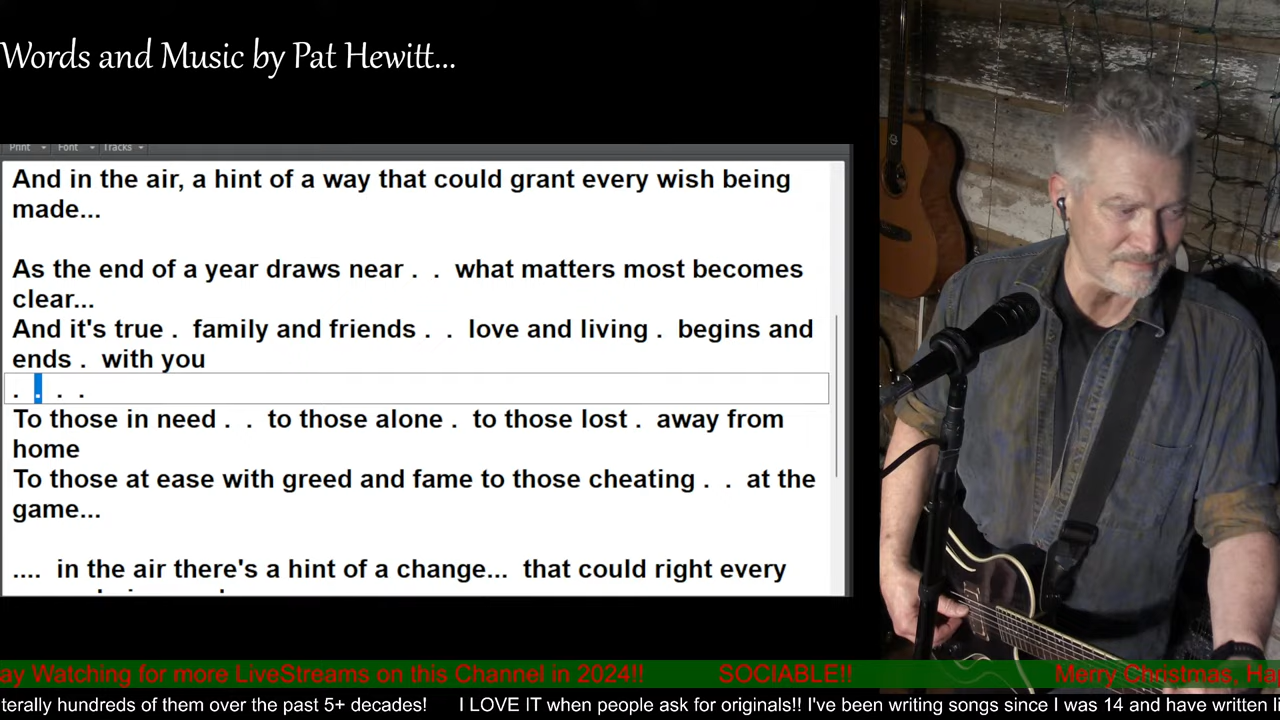 Words and Music by Pat Hewitt...
Print Font Tracks
And in the air, a hint of a way that could grant every wish being
made...
As the end of a year draws near . . what matters most becomes
clear...
And it's true . family and friends . . love and living . begins and
ends . with you
. . . .
To those in need . . to those alone . to those lost . away from
home
To those at ease with greed and fame to those cheating . . at the
game...
.... in the air there's a hint of a change... that could right every
ay Watching for more LiveStreams on this Channel in 2024!! SOCIABLE!! Merry Christmas, Ha
terally hundreds of them over the past 5+ decades! I LOVE IT when people ask for originals!! I've been writing songs since I was 14 and have written li